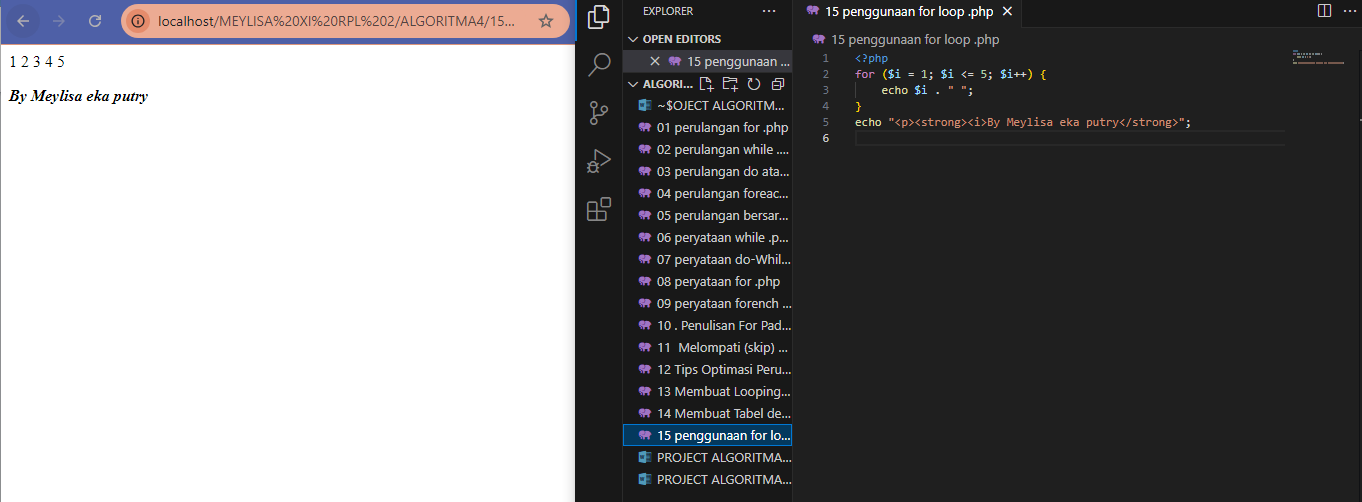 localhost/MEYLISA%20XI%20RPL%202/ALGORITMA4/15...
1 2 3 4 5
By Meylisa eka putry
EXPLORER
OPEN EDITORS
15 penggunaan ...
ALGORI...
~$OJECT ALGORITM...
01 perulangan for .php
02 perulangan while ....
03 perulangan do ata...
04 perulangan foreac...
05 perulangan bersar...
06 peryataan while .p...
07 peryataan do-Whil...
08 peryataan for .php
09 peryataan forench ...
10 . Penulisan For Pad...
11  Melompati (skip) ...
12 Tips Optimasi Peru...
13 Membuat Looping...
14 Membuat Tabel de...
15 penggunaan for lo...
PROJECT ALGORITMA...
PROJECT ALGORITMA...
15 penggunaan for loop .php
15 penggunaan for loop .php
1 <?php
2 for ($i = 1; $i <= 5; $i++) {
3     echo $i . " ";
4 }
5 echo "<p><strong><i>By Meylisa eka putry</strong>";
6